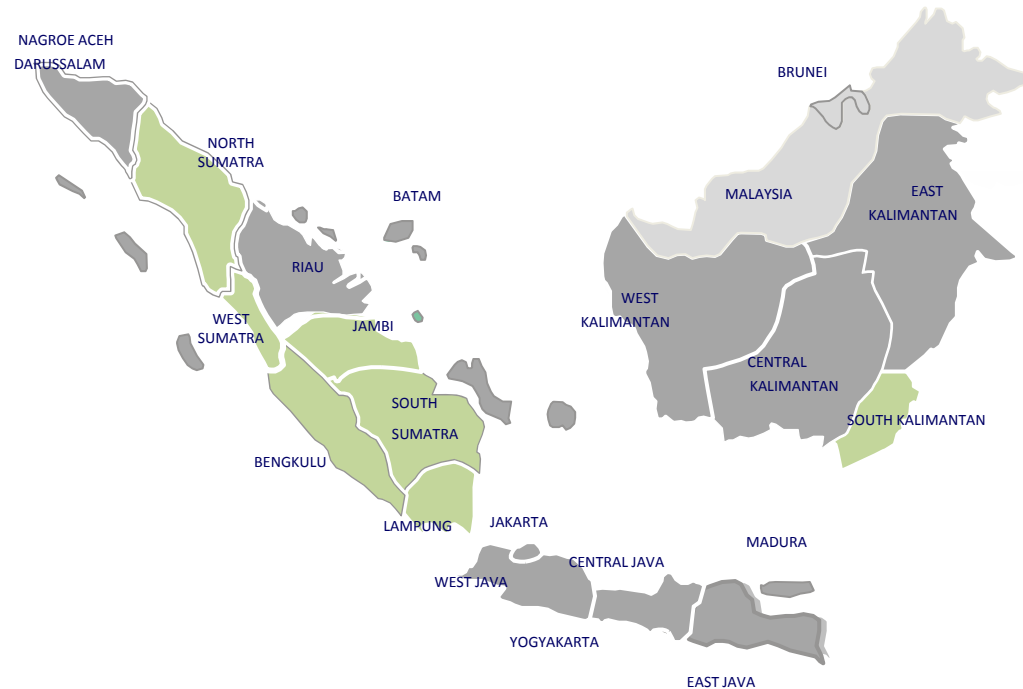 NAGROE ACEH
DARUSSALAM
BRUNEI
NORTH
SUMATRA
BATAM
MALAYSIA
EAST
KALIMANTAN
RIAU
WEST
KALIMANTAN
WEST
SUMATRA
JAMBI
CENTRAL
KALIMANTAN
SOUTH
SUMATRA
SOUTH KALIMANTAN
BENGKULU
LAMPUNG
JAKARTA
MADURA
CENTRAL JAVA
WEST JAVA
YOGYAKARTA
EAST JAVA